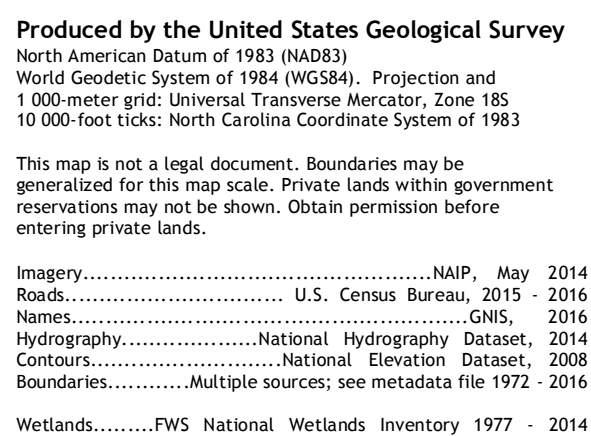 Produced by the United States Geological Survey
North American Datum of 1983 (NAD83)
World Geodetic System of 1984 (WGS84). Projection and
1 000-meter grid: Universal Transverse Mercator, Zone 18S
10 000-foot ticks: North Carolina Coordinate System of 1983
This map is not a legal document. Boundaries may be
generalized for this map scale. Private lands within government
reservations may not be shown. Obtain permission before
entering private lands.
Imagery...................................................NAIP, May 2014
Roads................................ U.S. Census Bureau, 2015 - 2016
Names..........................................................GNIS, 2016
Hydrography....................National Hydrography Dataset, 2014
Contours............................National Elevation Dataset, 2008
Boundaries............Multiple sources; see metadata file 1972 - 2016
Wetlands.........FWS National Wetlands Inventory 1977 - 2014